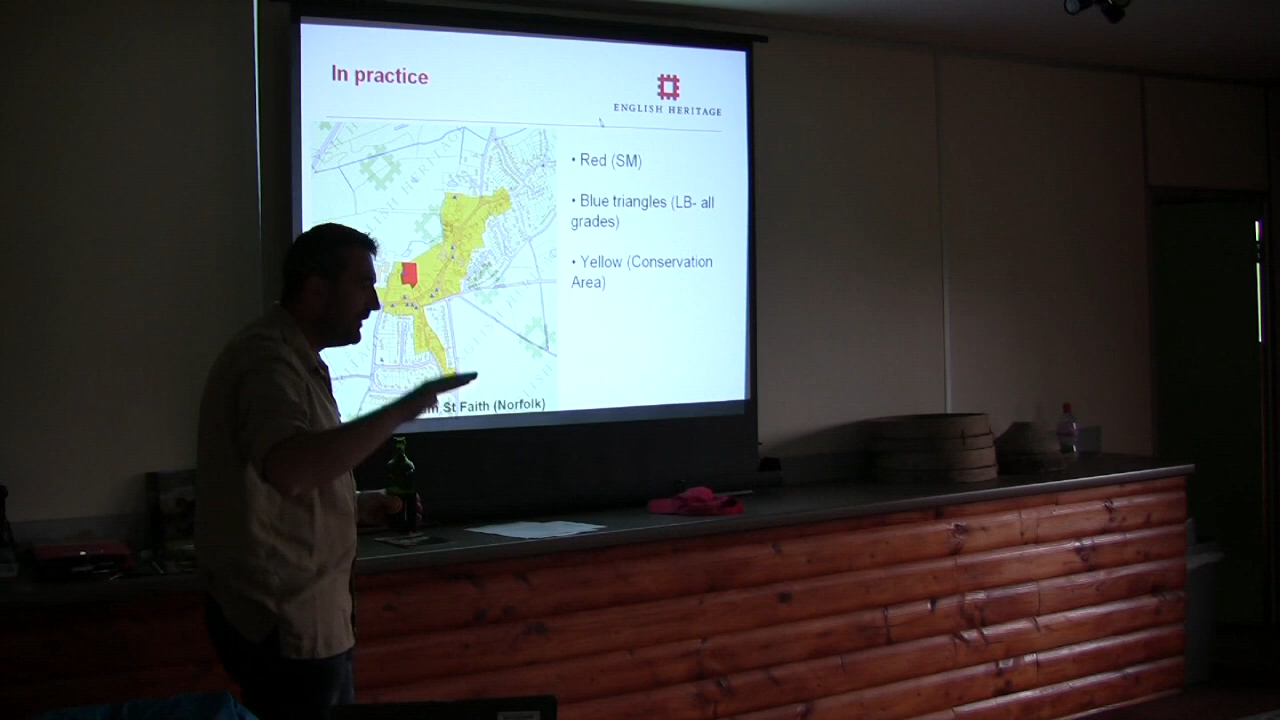 In practice
ENGLISH HERITAGE
• Red (SM)
• Blue triangles (LB- all
grades)
• Yellow (Conservation
Area)
St Faith (Norfolk)